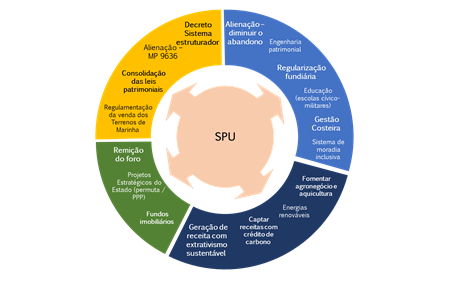 Decreto
Sistema
estruturador
Alienação –
MP 9636
Consolidação
das leis
patrimoniais
Regulamentação
da venda dos
Terrenos de
Marinha
Alienação –
diminuir o
abandono
Engenharia
patrimonial
Regularização
fundiária
Educação
(escolas cívico-
militares)
Gestão
Costeira
Sistema de
moradia
inclusiva
SPU
Remição
do foro
Projetos
Estratégicos do
Estado (permuta /
PPP)
Fundos
imobiliários
Fomentar
agronegócio e
aquicultura
Energias
renováveis
Captar
receitas com
crédito de
carbono
Geração de
receita com
extrativismo
sustentável